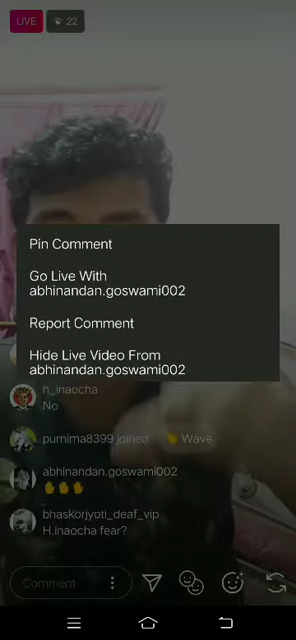 LIVE 22
Pin Comment
Go Live With
abhinandan.goswami002
Report Comment
Hide Live Video From
abhinandan.goswami002
h_inaocha
No
purnima8399 joined 👋 Wave
abhinandan.goswami002
✋✋✋
bhaskorjyoti_deaf_vip
H.inaocha fear?
Comment